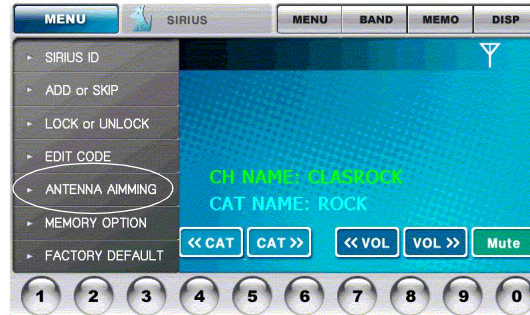 MENU SIRIUS MENU BAND MEMO DISP
SIRIUS ID
ADD or SKIP
LOCK or UNLOCK
EDIT CODE
ANTENNA AIMMING
MEMORY OPTION
FACTORY DEFAULT
CH NAME: CLASROCK
CAT NAME: ROCK
<< CAT CAT >> << VOL VOL >> Mute
1 2 3 4 5 6 7 8 9 0